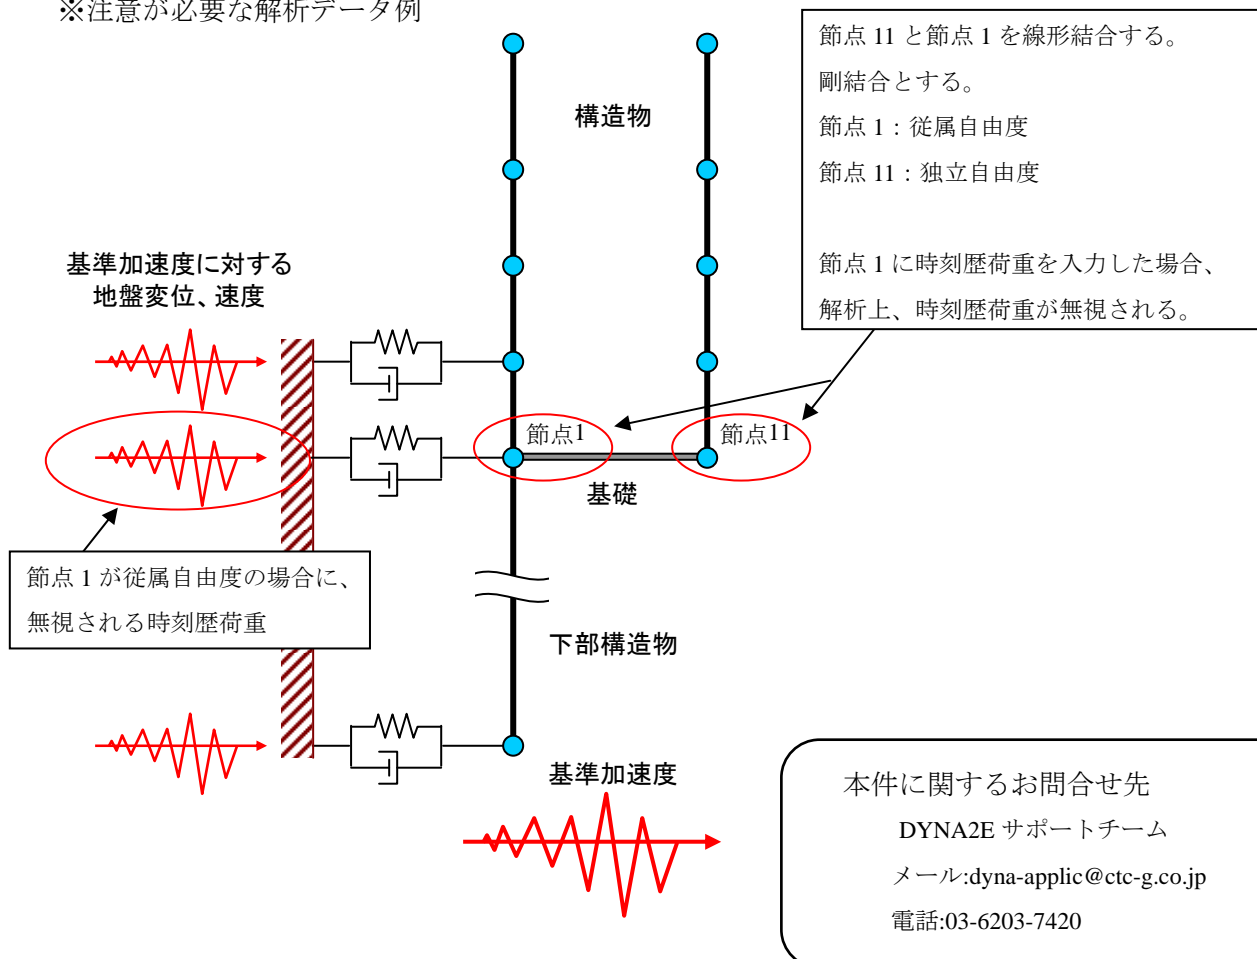 ※注意が必要な解析データ例
節点 11 と節点 1 を線形結合する。
剛結合とする。
節点 1：従属自由度
節点 11：独立自由度
節点 1 に時刻歴荷重を入力した場合、
解析上、時刻歴荷重が無視される。
構造物
基準加速度に対する
地盤変位、速度
節点1
節点11
基礎
節点 1 が従属自由度の場合に、
無視される時刻歴荷重
下部構造物
基準加速度
本件に関するお問合せ先
DYNA2E サポートチーム
メール:dyna-applic@ctc-g.co.jp
電話:03-6203-7420